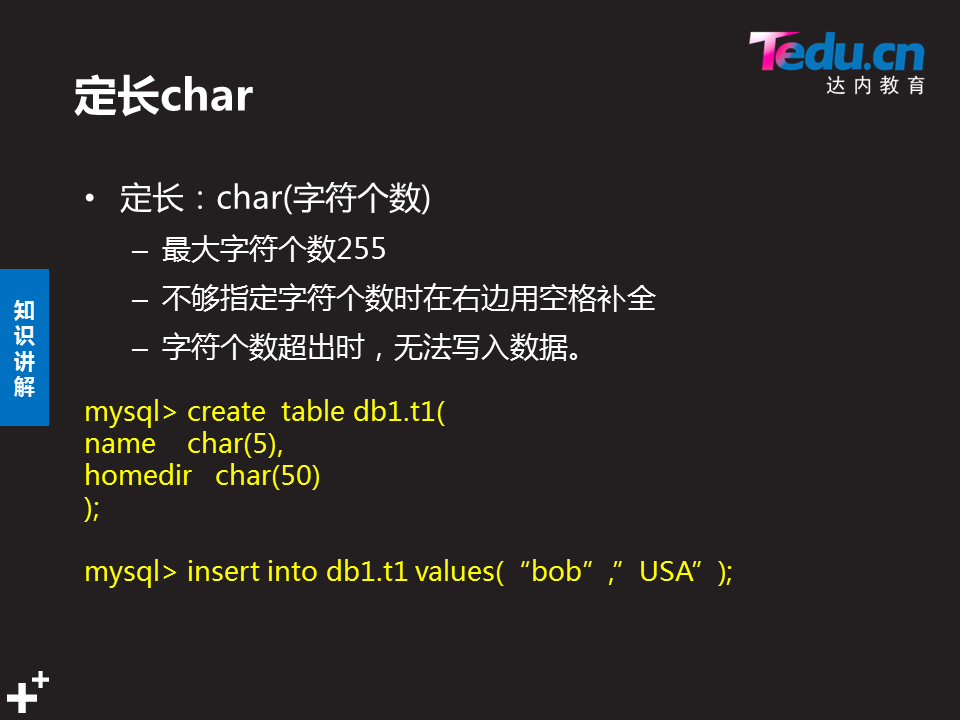 Tedu.cn
达内教育
定长char
• 定长：char(字符个数)
– 最大字符个数255
– 不够指定字符个数时在右边用空格补全
– 字符个数超出时，无法写入数据。
知识讲解
mysql> create  table db1.t1(
name    char(5),
homedir   char(50)
);
mysql> insert into db1.t1 values(“bob”,”USA”);